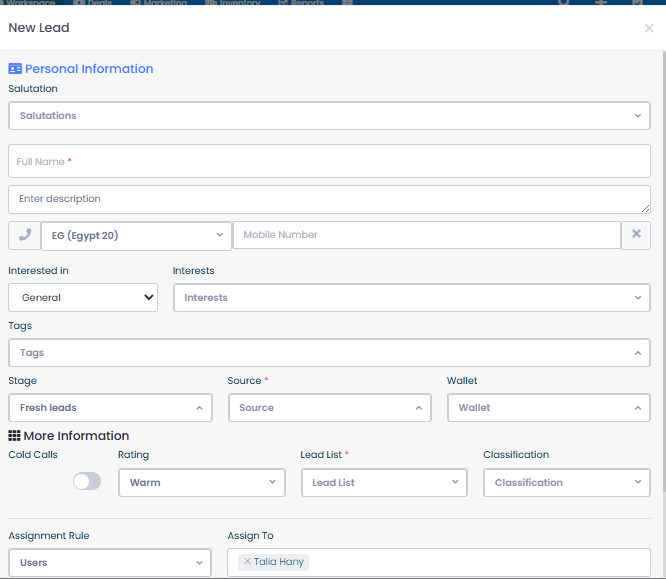 Workspace Deals Marketing Inventory Reports
New Lead
Personal Information
Salutation
Salutations
Full Name *
Enter description
EG (Egypt 20) Mobile Number
Interested in Interests
General Interests
Tags
Tags
Stage Source * Wallet
Fresh leads Source Wallet
More Information
Cold Calls Rating Lead List * Classification
Warm Lead List Classification
Assignment Rule Assign To
Users × Talia Hany